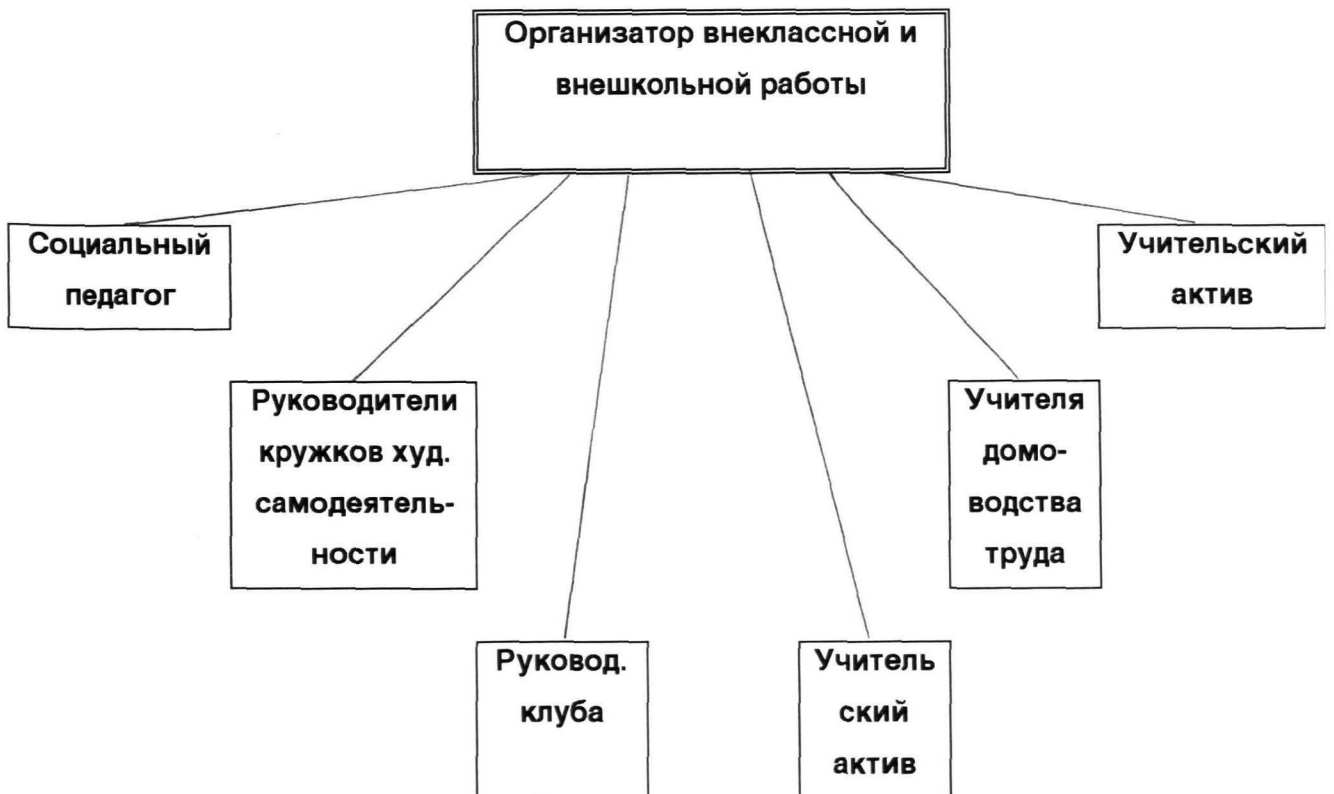 Организатор внеклассной и
внешкольной работы
Социальный
педагог
Учительский
актив
Руководители
кружков худ.
самодеятель-
ности
Учителя
домо-
водства
труда
Руковод.
клуба
Учитель
ский
актив